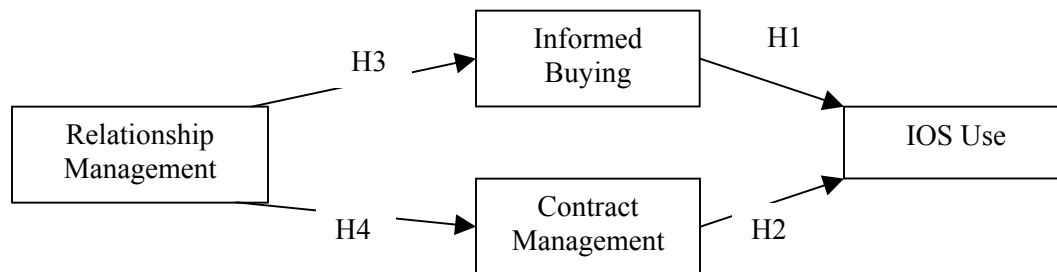 Informed
Buying
H1
H3
Relationship
Management
IOS Use
H4
Contract
Management
H2